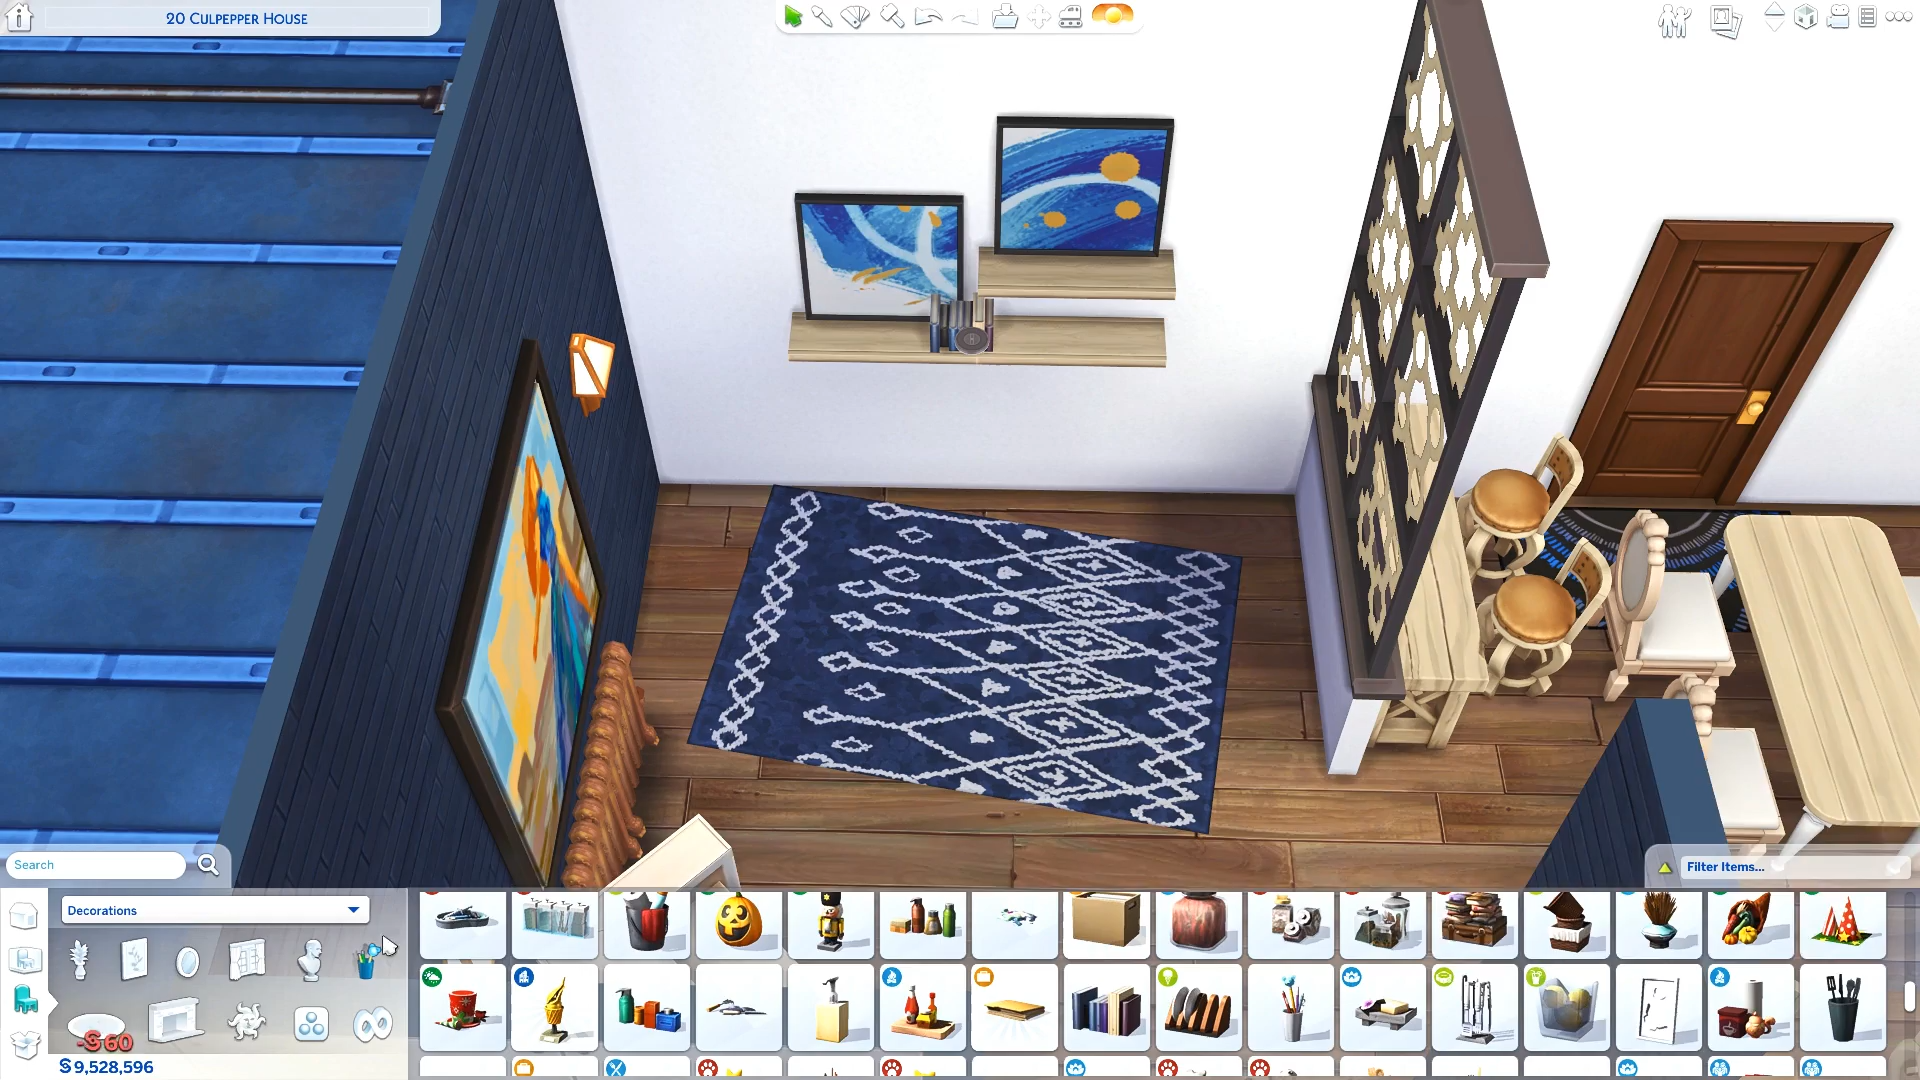 20 Culpepper House
Search
Filter Items...
Decorations
-§60
§9,528,596